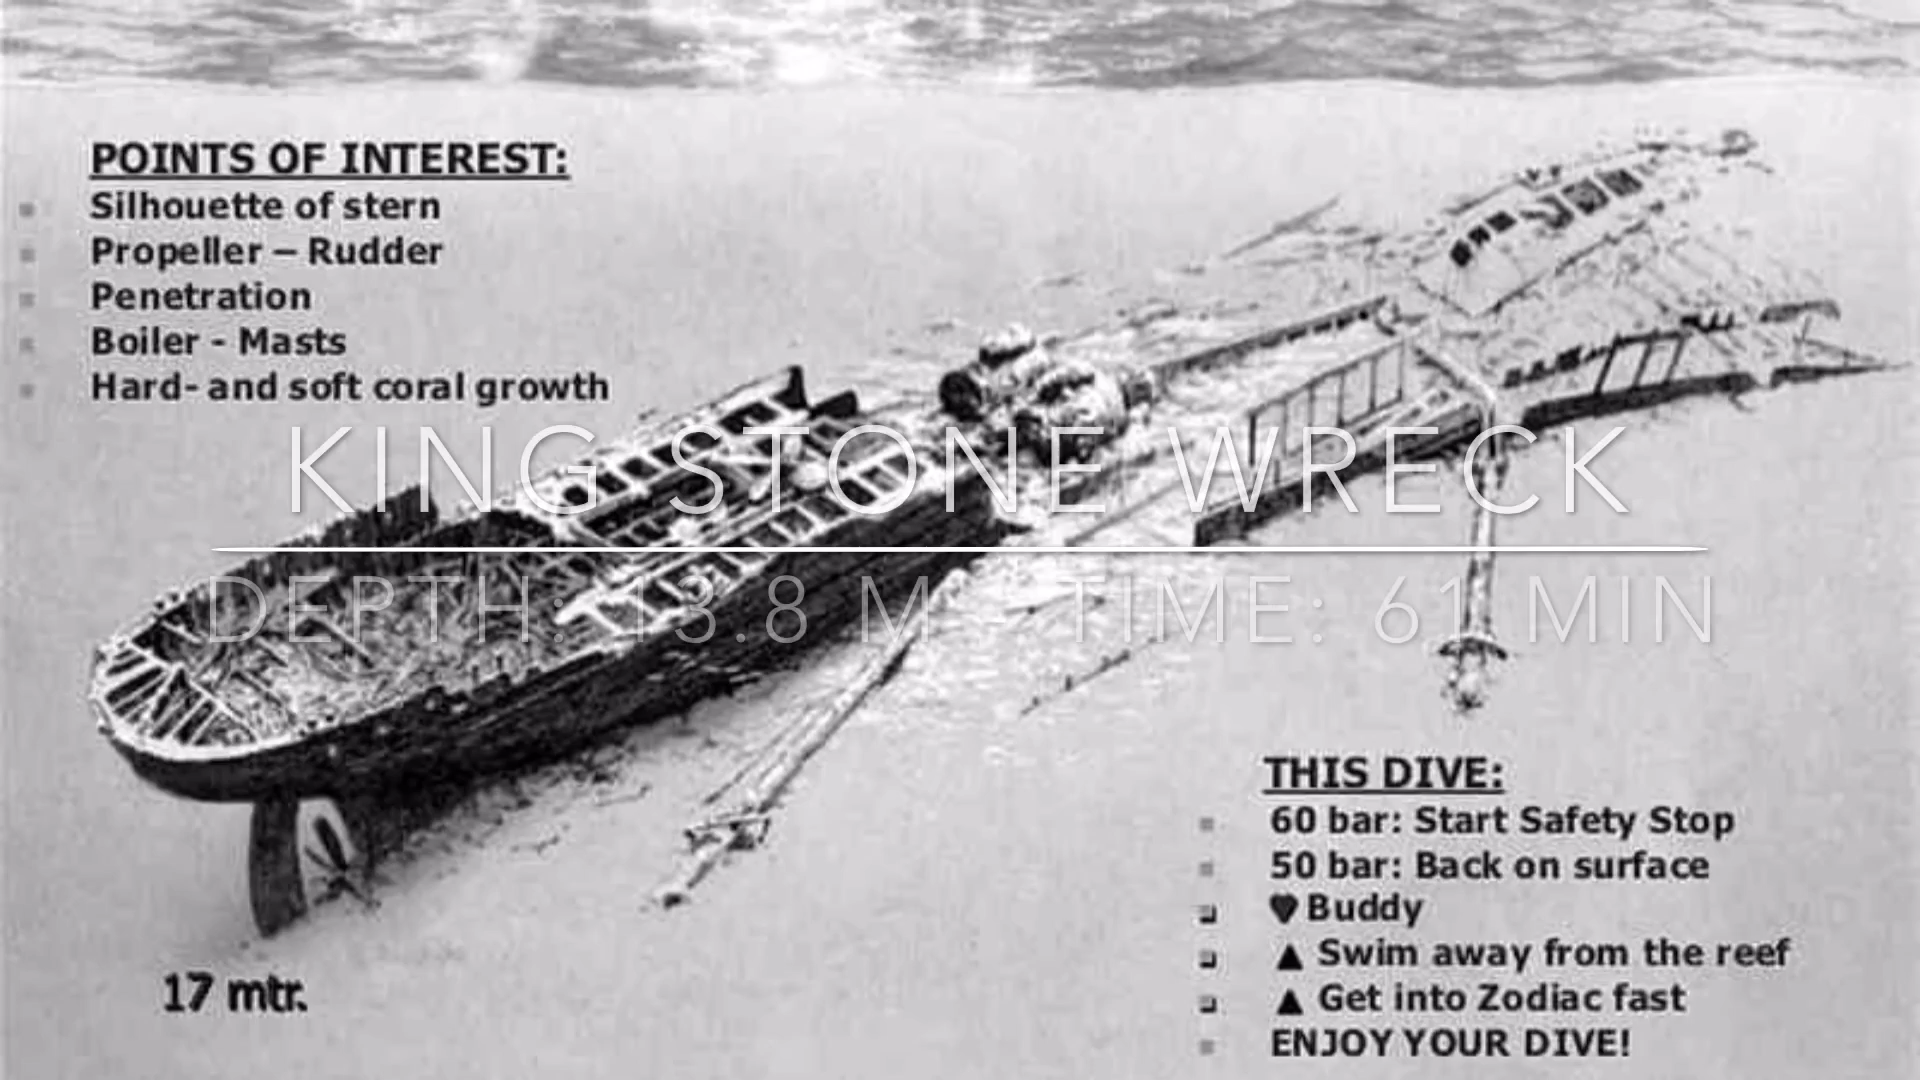 POINTS OF INTEREST:
Silhouette of stern
Propeller – Rudder
Penetration
Boiler - Masts
Hard- and soft coral growth
KING STONE WRECK
DEPTH: 13.8 M - TIME: 61 MIN
THIS DIVE:
60 bar: Start Safety Stop
50 bar: Back on surface
♥ Buddy
▲ Swim away from the reef
▲ Get into Zodiac fast
ENJOY YOUR DIVE!
17 mtr.